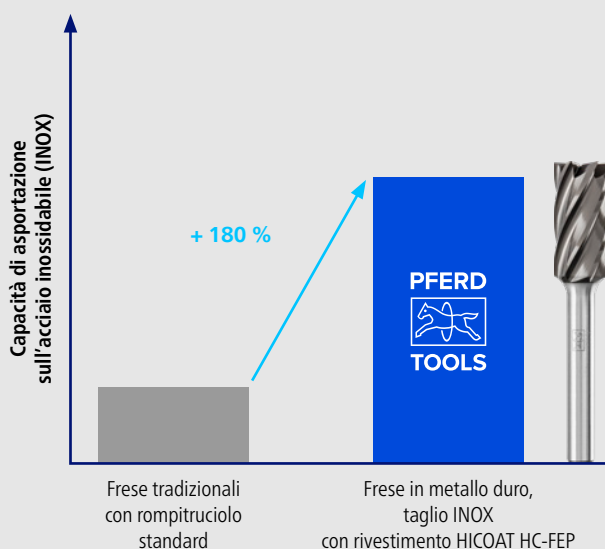 Capacità di asportazione
sull'acciaio inossidabile (INOX)
+ 180 %
PFERD
TOOLS
Frese tradizionali
con rompitruciolo
standard
Frese in metallo duro,
taglio INOX
con rivestimento HICOAT HC-FEP